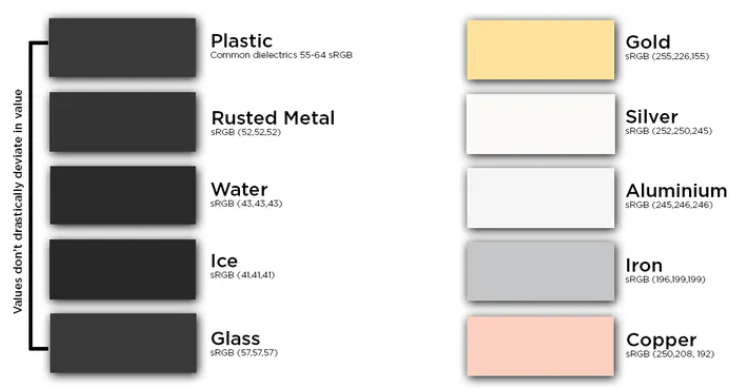 Values don't drastically deviate in value
Plastic
Common dielectrics 55-64 sRGB
Rusted Metal
sRGB (52,52,52)
Water
sRGB (43,43,43)
Ice
sRGB (41,41,41)
Glass
sRGB (57,57,57)
Gold
sRGB (255,226,155)
Silver
sRGB (252,250,245)
Aluminium
sRGB (245,246,246)
Iron
sRGB (196,199,199)
Copper
sRGB (250,208, 192)